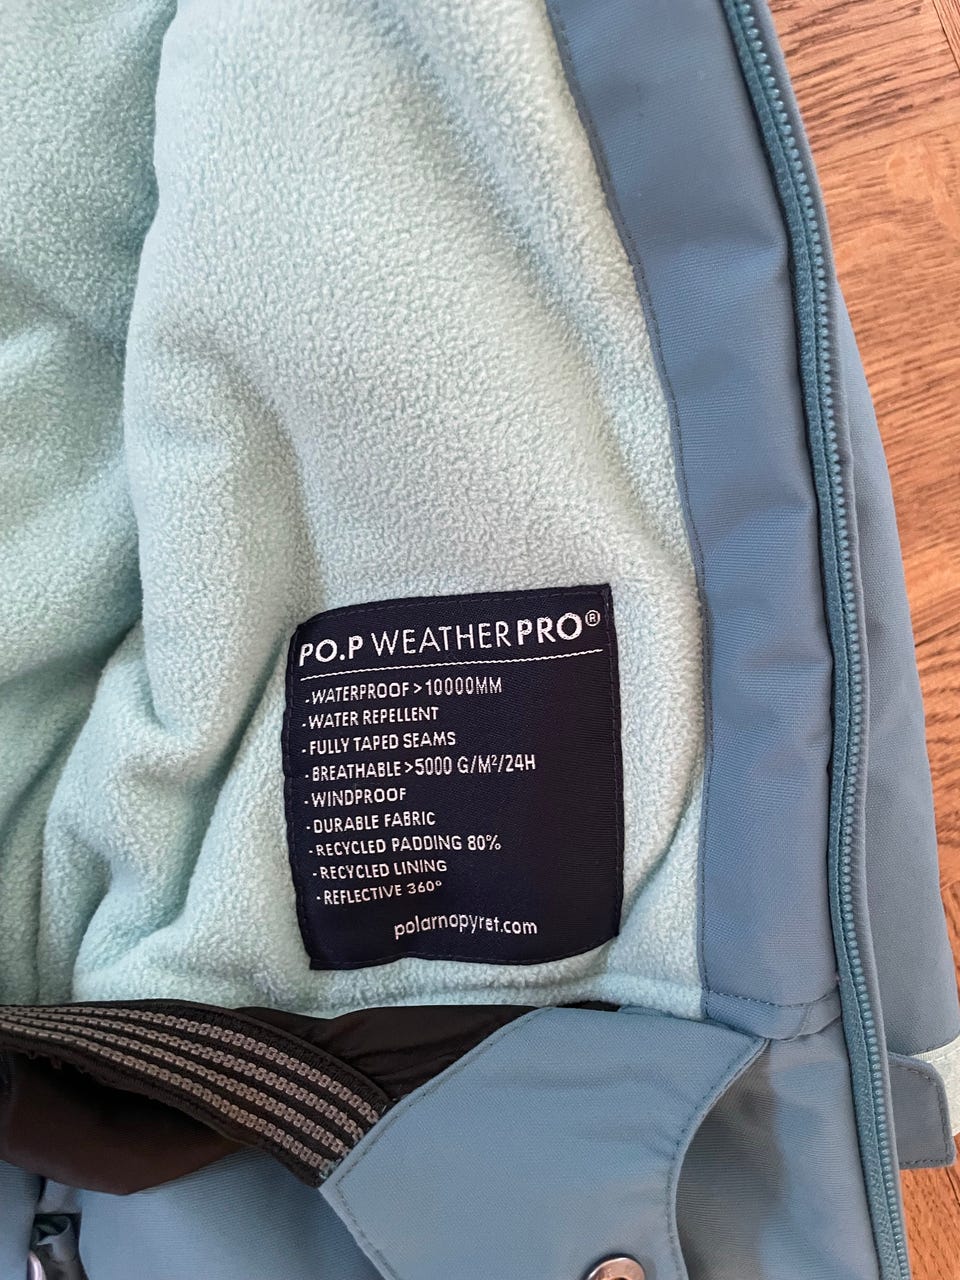 PO.P WEATHERPRO®
-WATERPROOF >10000MM
-WATER REPELLENT
-FULLY TAPED SEAMS
-BREATHABLE >5000 G/M²/24H
-WINDPROOF
-DURABLE FABRIC
-RECYCLED PADDING 80%
-RECYCLED LINING
-REFLECTIVE 360°
polarnopyret.com